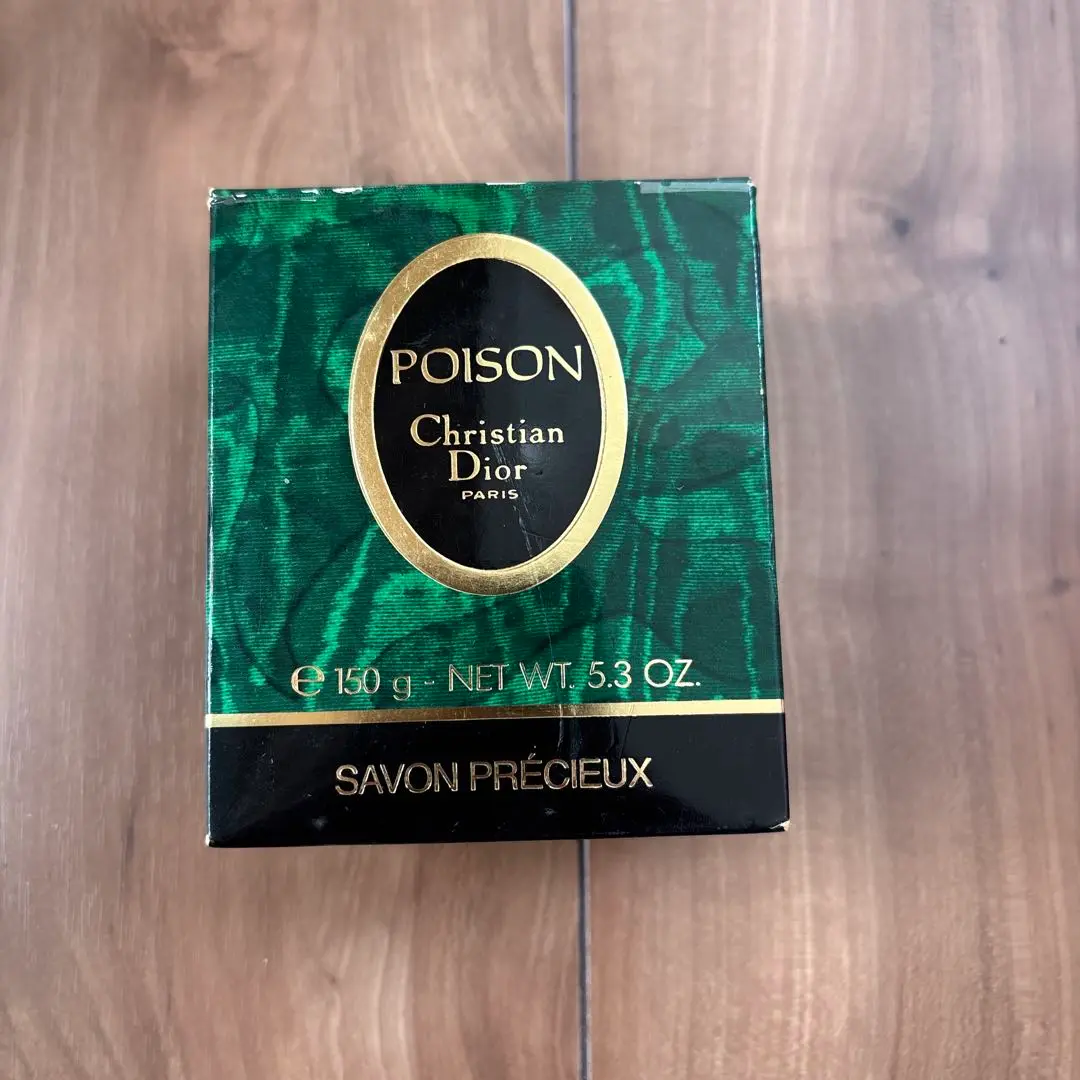 POISON
Christian
Dior
PARIS
℮ 150 g - NET WT. 5.3 OZ.
SAVON PRÉCIEUX